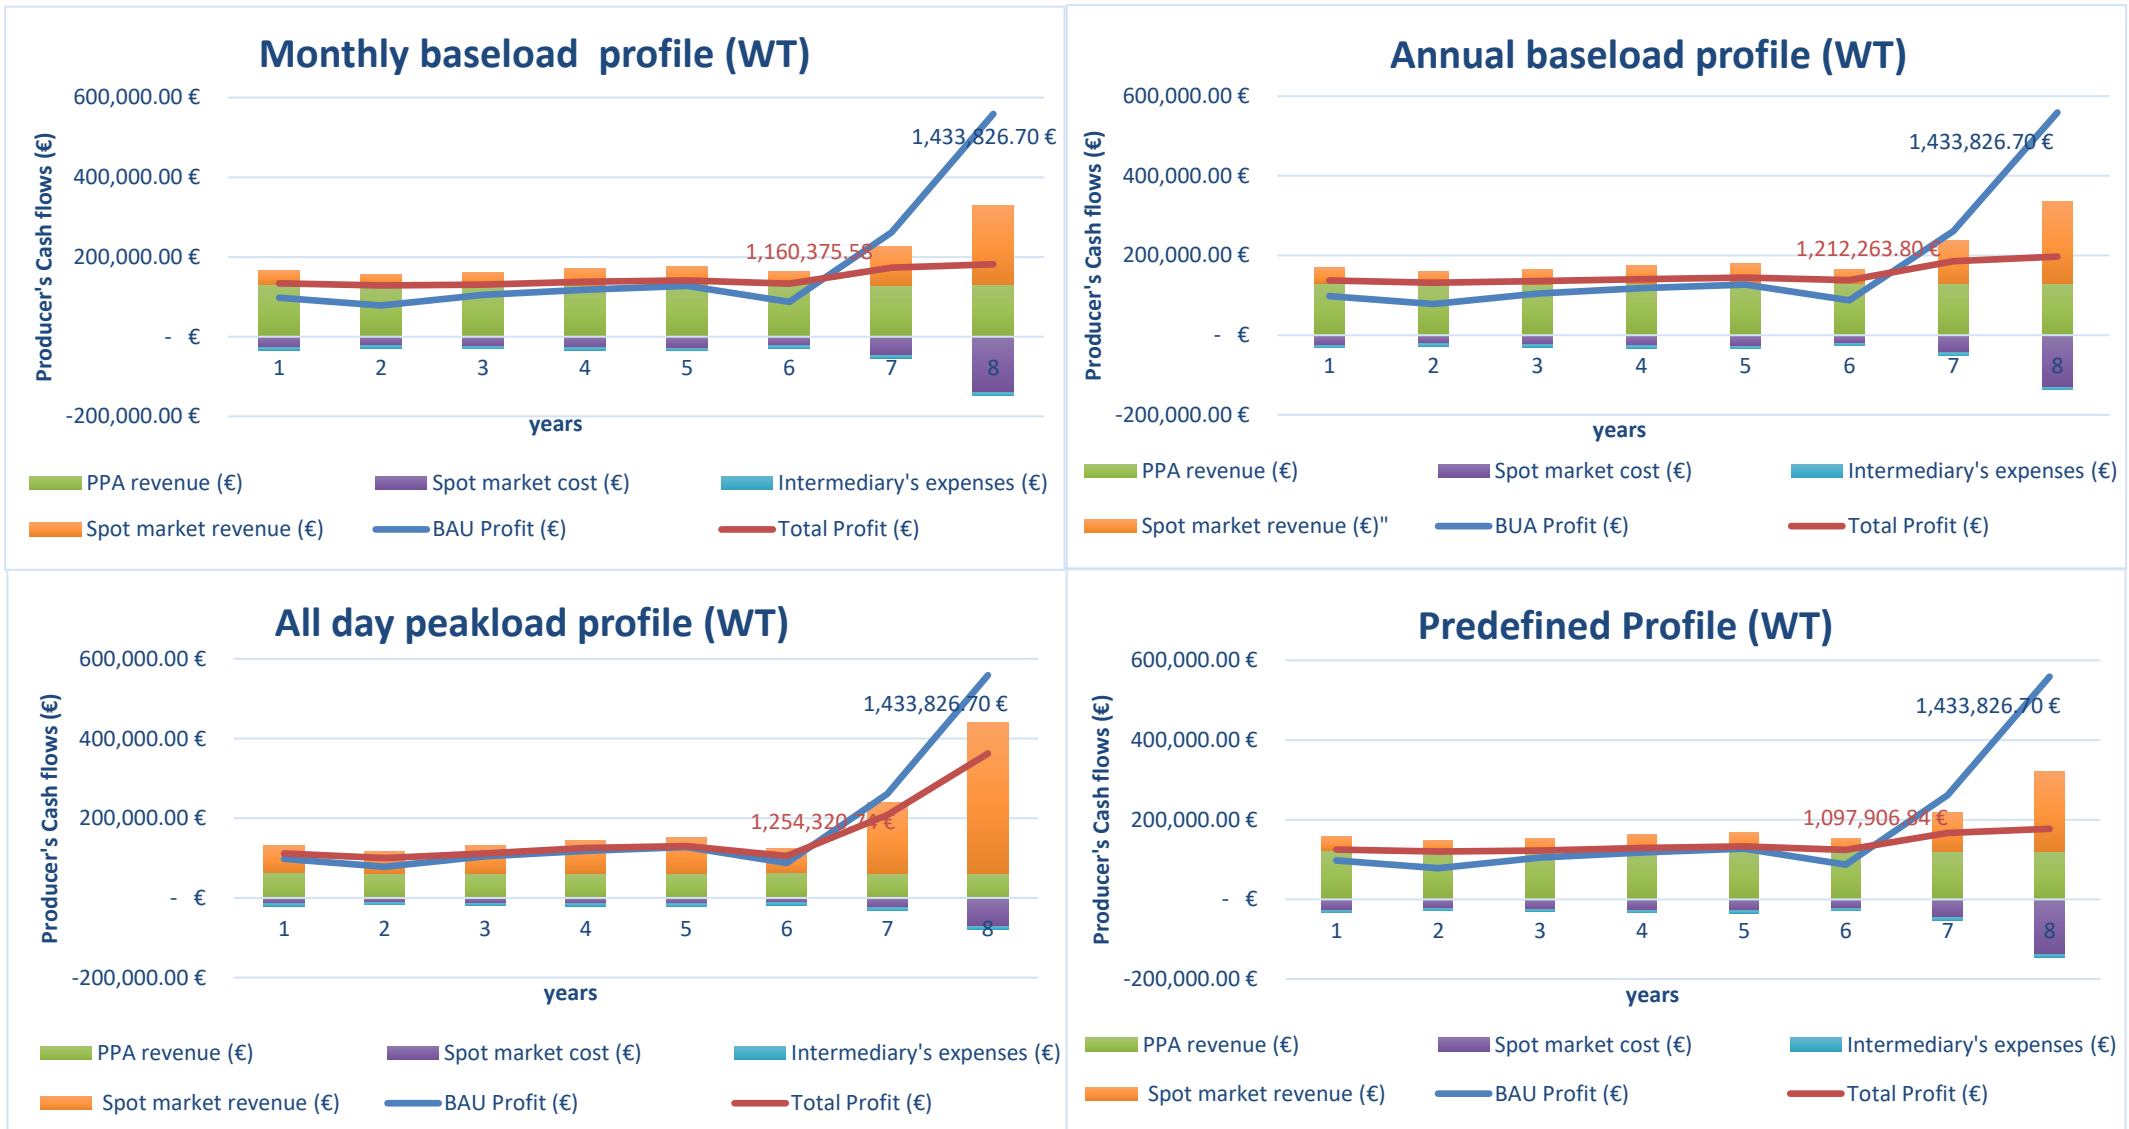 Monthly baseload profile (WT)
Producer's Cash flows (€)
600,000.00 €
400,000.00 €
200,000.00 €
- €
-200,000.00 €
1,433,826.70 €
1,160,375.58
1 2 3 4 5 6 7 8
years
PPA revenue (€) Spot market cost (€) Intermediary's expenses (€)
Spot market revenue (€) BAU Profit (€) Total Profit (€)
Annual baseload profile (WT)
Producer's Cash flows (€)
600,000.00 €
400,000.00 €
200,000.00 €
- €
-200,000.00 €
1,433,826.70 €
1,212,263.80 €
1 2 3 4 5 6 7 8
years
PPA revenue (€) Spot market cost (€) Intermediary's expenses (€)
Spot market revenue (€)" BUA Profit (€) Total Profit (€)
All day peakload profile (WT)
Producer's Cash flows (€)
600,000.00 €
400,000.00 €
200,000.00 €
- €
-200,000.00 €
1,433,826.70 €
1,254,320.74 €
1 2 3 4 5 6 7 8
years
PPA revenue (€) Spot market cost (€) Intermediary's expenses (€)
Spot market revenue (€) BAU Profit (€) Total Profit (€)
Predefined Profile (WT)
Producer's Cash flows (€)
600,000.00 €
400,000.00 €
200,000.00 €
- €
-200,000.00 €
1,433,826.70 €
1,097,906.84 €
1 2 3 4 5 6 7 8
years
PPA revenue (€) Spot market cost (€) Intermediary's expenses (€)
Spot market revenue (€) BAU Profit (€) Total Profit (€)